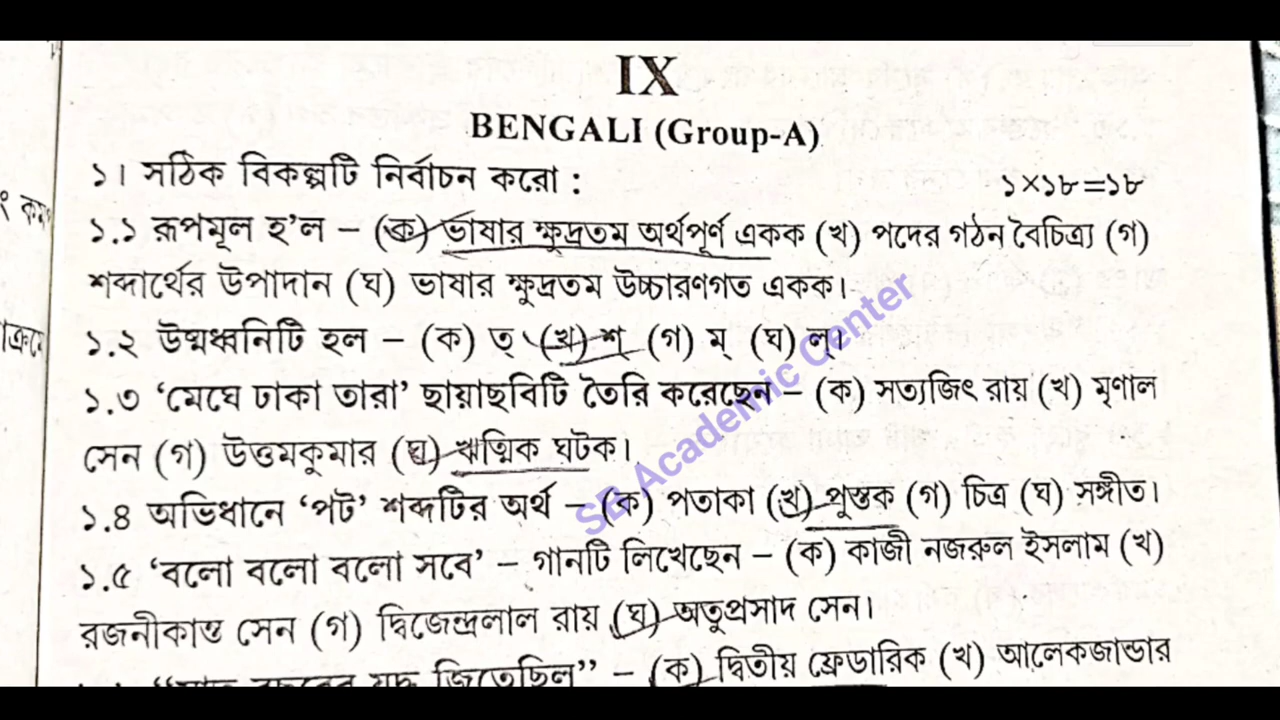 IX
BENGALI (Group-A)
১। সঠিক বিকল্পটি নির্বাচন করো : ১×১৮=১৮
১.১ রূপমূল হ'ল – (ক) ভাষার ক্ষুদ্রতম অর্থপূর্ণ একক (খ) পদের গঠন বৈচিত্র্য (গ)
শব্দার্থের উপাদান (ঘ) ভাষার ক্ষুদ্রতম উচ্চারণগত একক।
১.২ উষ্মধ্বনিটি হল – (ক) ত্ (খ) শ্ (গ) ম্ (ঘ) ল্।
১.৩ ‘মেঘে ঢাকা তারা’ ছায়াছবিটি তৈরি করেছেন – (ক) সত্যজিৎ রায় (খ) মৃণাল
সেন (গ) উত্তমকুমার (ঘ) ঋত্বিক ঘটক।
১.৪ অভিধানে ‘পট’ শব্দটির অর্থ – (ক) পতাকা (খ) পুস্তক (গ) চিত্র (ঘ) সঙ্গীত।
১.৫ ‘বলো বলো বলো সবে’ – গানটি লিখেছেন – (ক) কাজী নজরুল ইসলাম (খ)
রজনীকান্ত সেন (গ) দ্বিজেন্দ্রলাল রায় (ঘ) অতুপ্রসাদ সেন।
জিতেছিল” – (ক) দ্বিতীয় ফ্রেডারিক (খ) আলেকজান্ডার
SB Academic Center